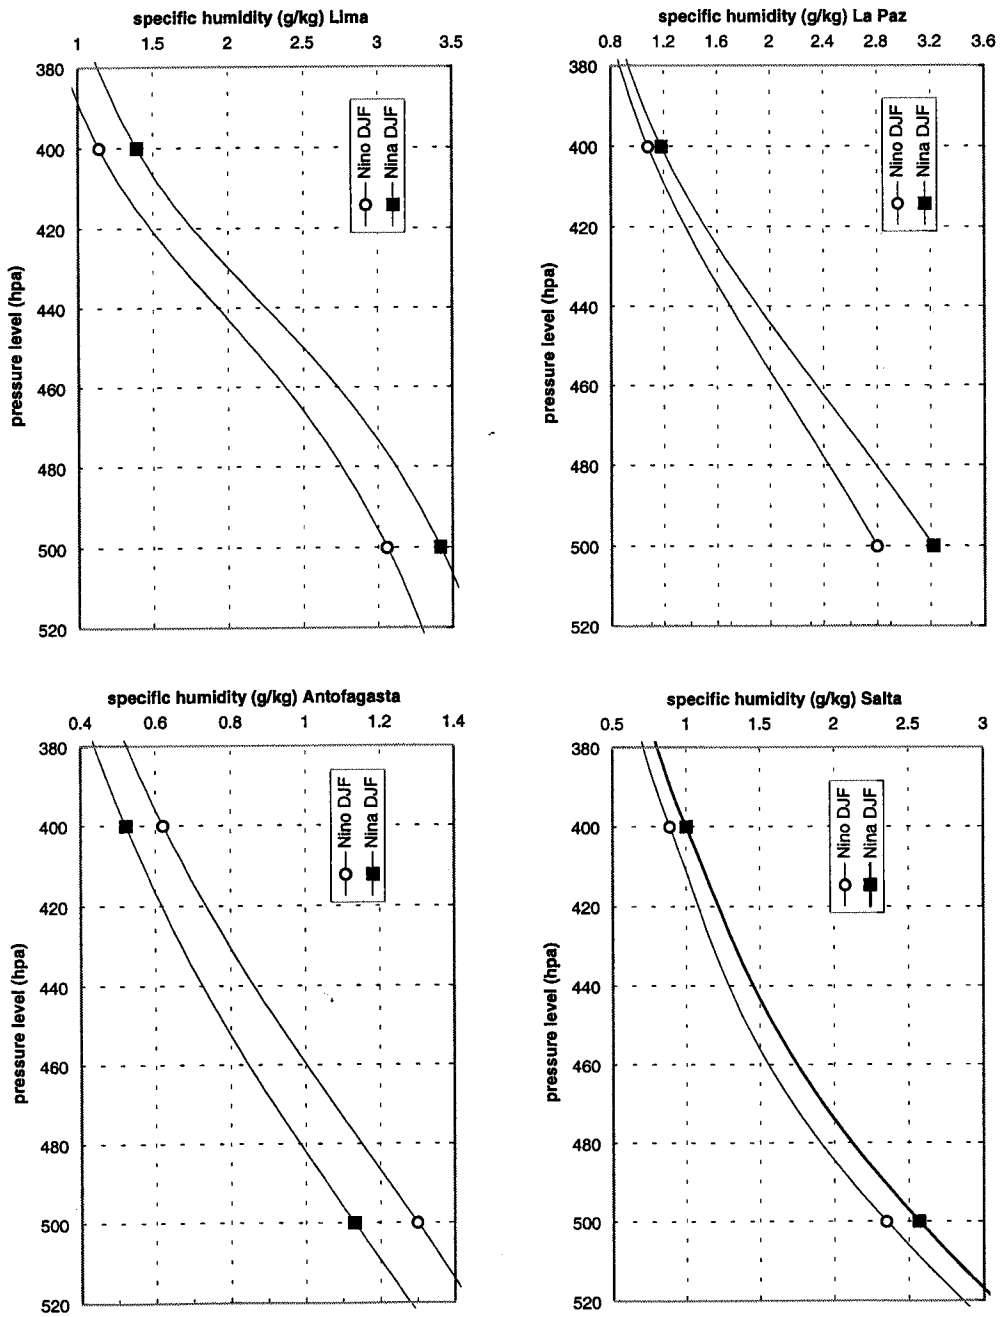 specific humidity (g/kg) Lima
1 1.5 2 2.5 3 3.5
380
400
420
440
460
480
500
520
pressure level (hpa)
Nino DJF
Nina DJF
specific humidity (g/kg) La Paz
0.8 1.2 1.6 2 2.4 2.8 3.2 3.6
380
400
420
440
460
480
500
520
pressure level (hpa)
Nino DJF
Nina DJF
specific humidity (g/kg) Antofagasta
0.4 0.6 0.8 1 1.2 1.4
380
400
420
440
460
480
500
520
pressure level (hpa)
Nino DJF
Nina DJF
specific humidity (g/kg) Salta
0.5 1 1.5 2 2.5 3
380
400
420
440
460
480
500
520
pressure level (hpa)
Nino DJF
Nina DJF